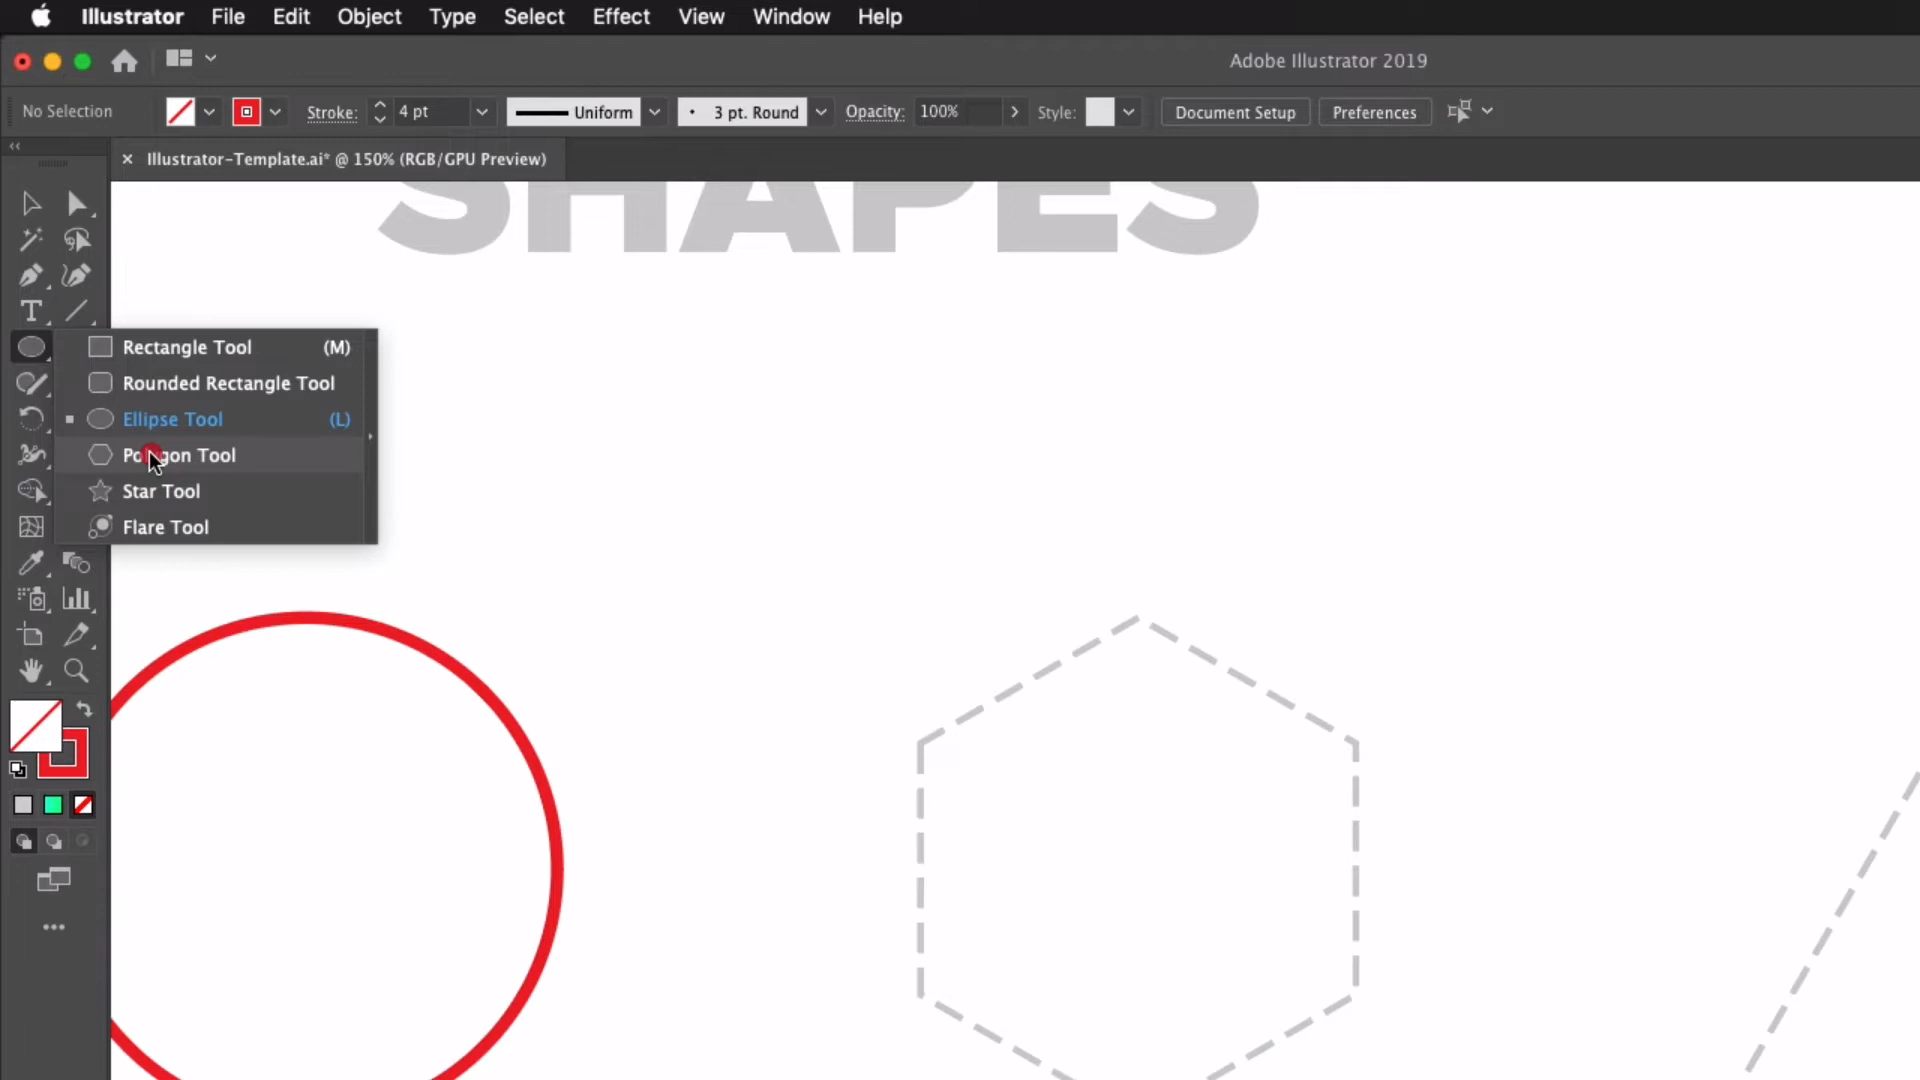 Illustrator File Edit Object Type Select Effect View Window Help
Adobe Illustrator 2019
No Selection Stroke: 4 pt Uniform 3 pt. Round Opacity: 100% Style: Document Setup Preferences
× Illustrator-Template.ai* @ 150% (RGB/GPU Preview)
SHAPES
Rectangle Tool (M)
Rounded Rectangle Tool
Ellipse Tool (L)
Polygon Tool
Star Tool
Flare Tool